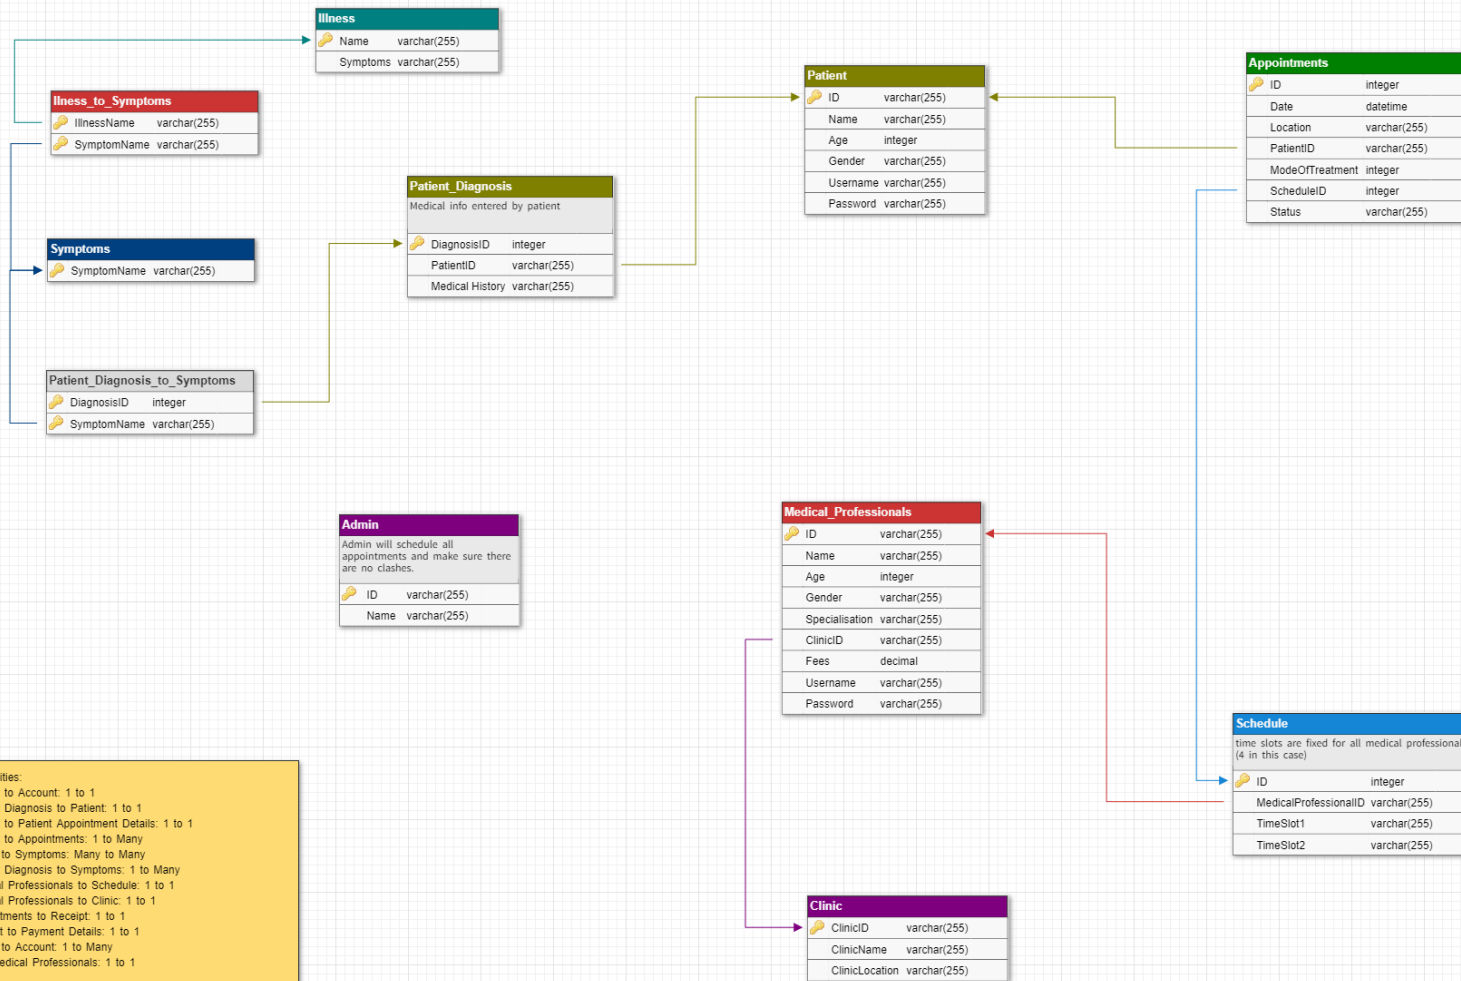 Illness
Name varchar(255)
Symptoms varchar(255)
Ilness_to_Symptoms
IllnessName varchar(255)
SymptomName varchar(255)
Symptoms
SymptomName varchar(255)
Patient_Diagnosis
Medical info entered by patient
DiagnosisID integer
PatientID varchar(255)
Medical History varchar(255)
Patient_Diagnosis_to_Symptoms
DiagnosisID integer
SymptomName varchar(255)
Patient
ID varchar(255)
Name varchar(255)
Age integer
Gender varchar(255)
Username varchar(255)
Password varchar(255)
Appointments
ID integer
Date datetime
Location varchar(255)
PatientID varchar(255)
ModeOfTreatment integer
ScheduleID integer
Status varchar(255)
Admin
Admin will schedule all
appointments and make sure there
are no clashes.
ID varchar(255)
Name varchar(255)
Medical_Professionals
ID varchar(255)
Name varchar(255)
Age integer
Gender varchar(255)
Specialisation varchar(255)
ClinicID varchar(255)
Fees decimal
Username varchar(255)
Password varchar(255)
Schedule
time slots are fixed for all medical professional
(4 in this case)
ID integer
MedicalProfessionalID varchar(255)
TimeSlot1 varchar(255)
TimeSlot2 varchar(255)
Clinic
ClinicID varchar(255)
ClinicName varchar(255)
ClinicLocation varchar(255)
ities:
to Account: 1 to 1
Diagnosis to Patient: 1 to 1
to Patient Appointment Details: 1 to 1
to Appointments: 1 to Many
to Symptoms: Many to Many
Diagnosis to Symptoms: 1 to Many
l Professionals to Schedule: 1 to 1
l Professionals to Clinic: 1 to 1
tments to Receipt: 1 to 1
t to Payment Details: 1 to 1
to Account: 1 to Many
edical Professionals: 1 to 1